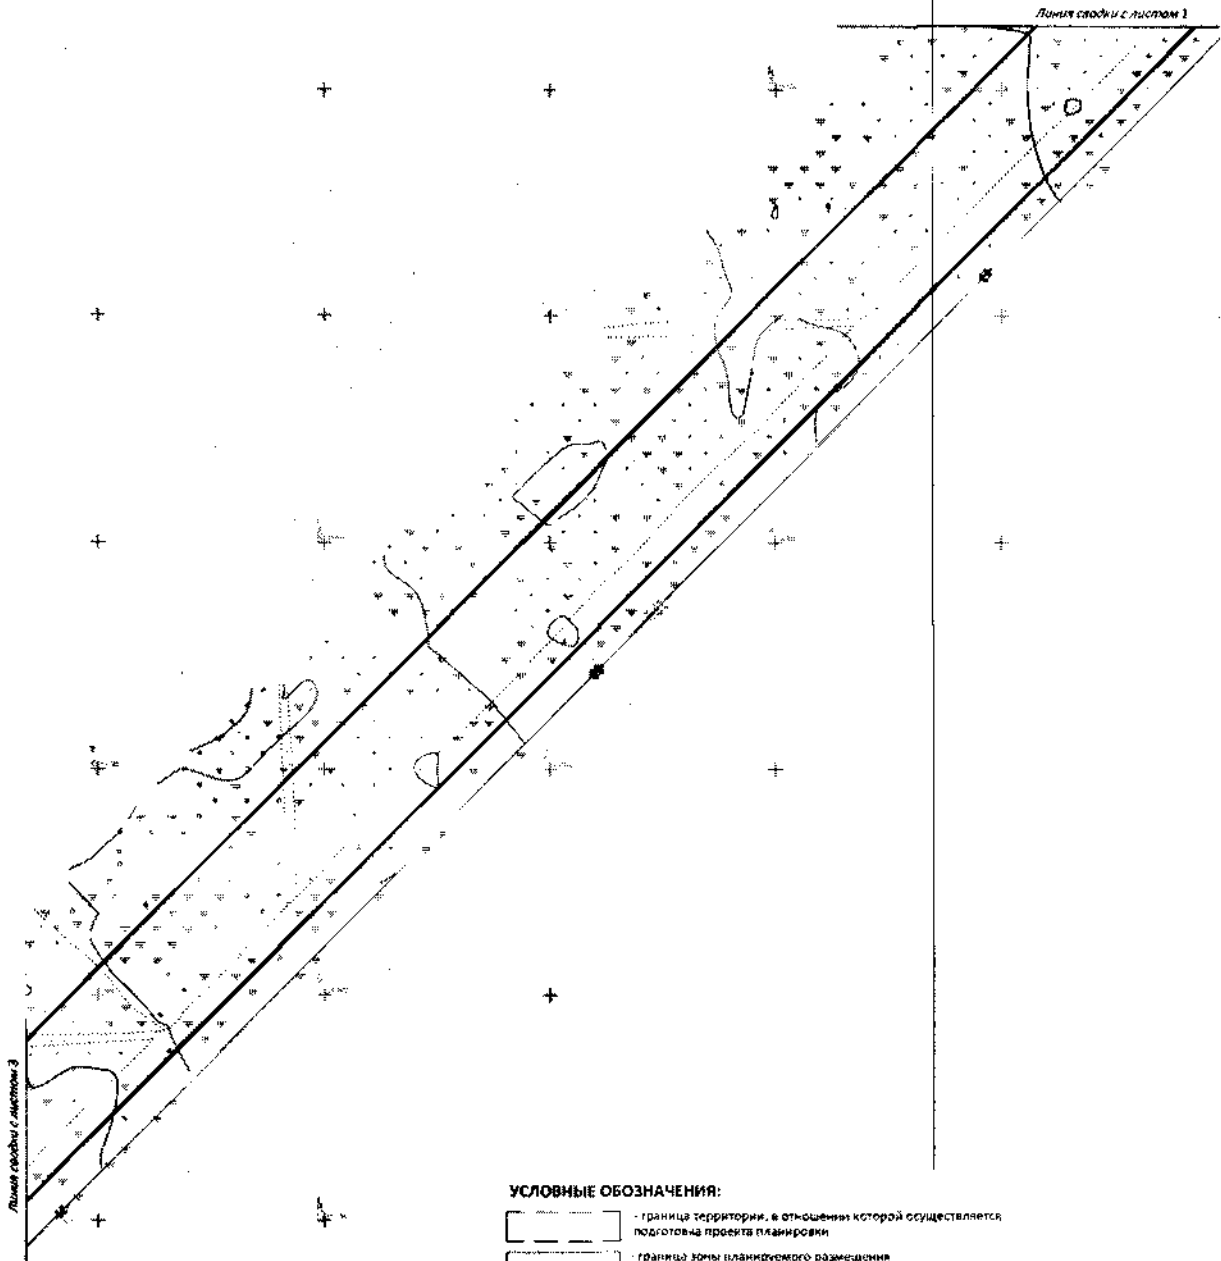 Линия сводки с листом 1
Линия сводки с листом 3
УСЛОВНЫЕ ОБОЗНАЧЕНИЯ:
- граница территории, в отношении которой осуществляется
подготовка проекта планировки
- граница зоны планируемого размещения